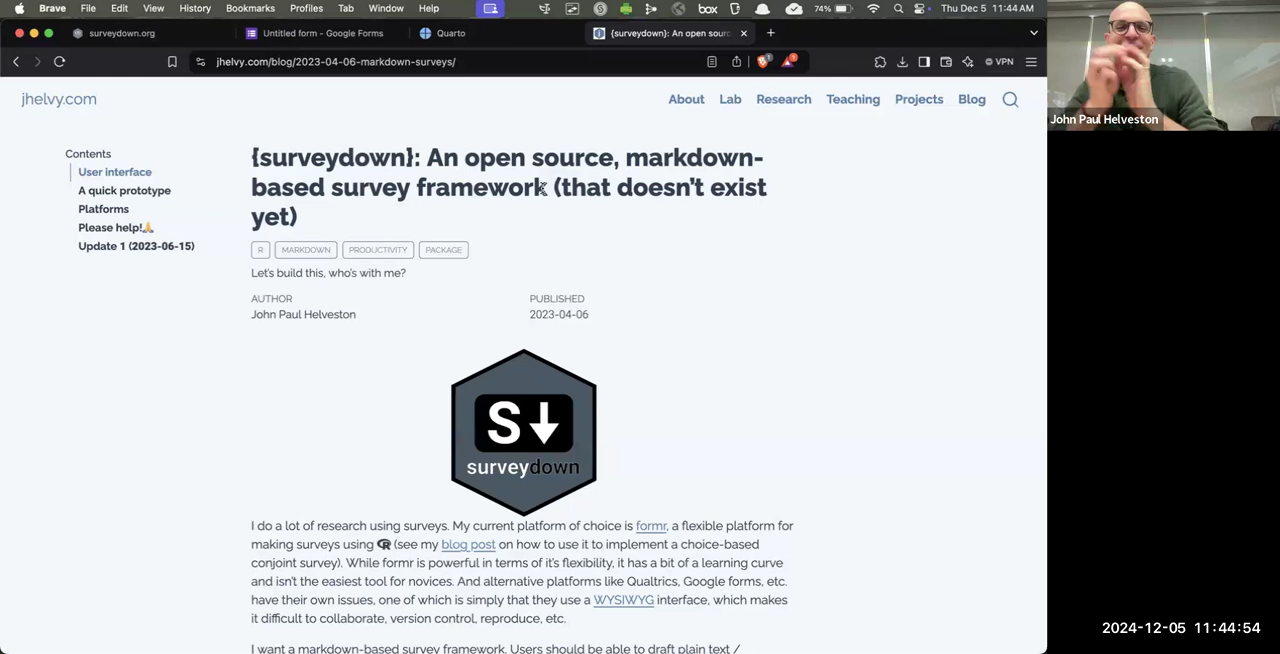 Brave File Edit View History Bookmarks Profiles Tab Window Help
box 74% Thu Dec 5 11:44 AM
surveydown.org
Untitled form - Google Forms
Quarto
{surveydown}: An open sourc
jhelvy.com/blog/2023-04-06-markdown-surveys/
VPN
jhelvy.com
About Lab Research Teaching Projects Blog
Contents
User interface
A quick prototype
Platforms
Please help!🙏
Update 1 (2023-06-15)
{surveydown}: An open source, markdown-
based survey framework (that doesn't exist
yet)
R MARKDOWN PRODUCTIVITY PACKAGE
Let's build this, who's with me?
AUTHOR PUBLISHED
John Paul Helveston 2023-04-06
S
surveydown
I do a lot of research using surveys. My current platform of choice is formr, a flexible platform for
making surveys using R (see my blog post on how to use it to implement a choice-based
conjoint survey). While formr is powerful in terms of it's flexibility, it has a bit of a learning curve
and isn't the easiest tool for novices. And alternative platforms like Qualtrics, Google forms, etc.
have their own issues, one of which is simply that they use a WYSIWYG interface, which makes
it difficult to collaborate, version control, reproduce, etc.
I want a markdown-based survey framework. Users should be able to draft plain text /
John Paul Helveston
2024-12-05 11:44:54